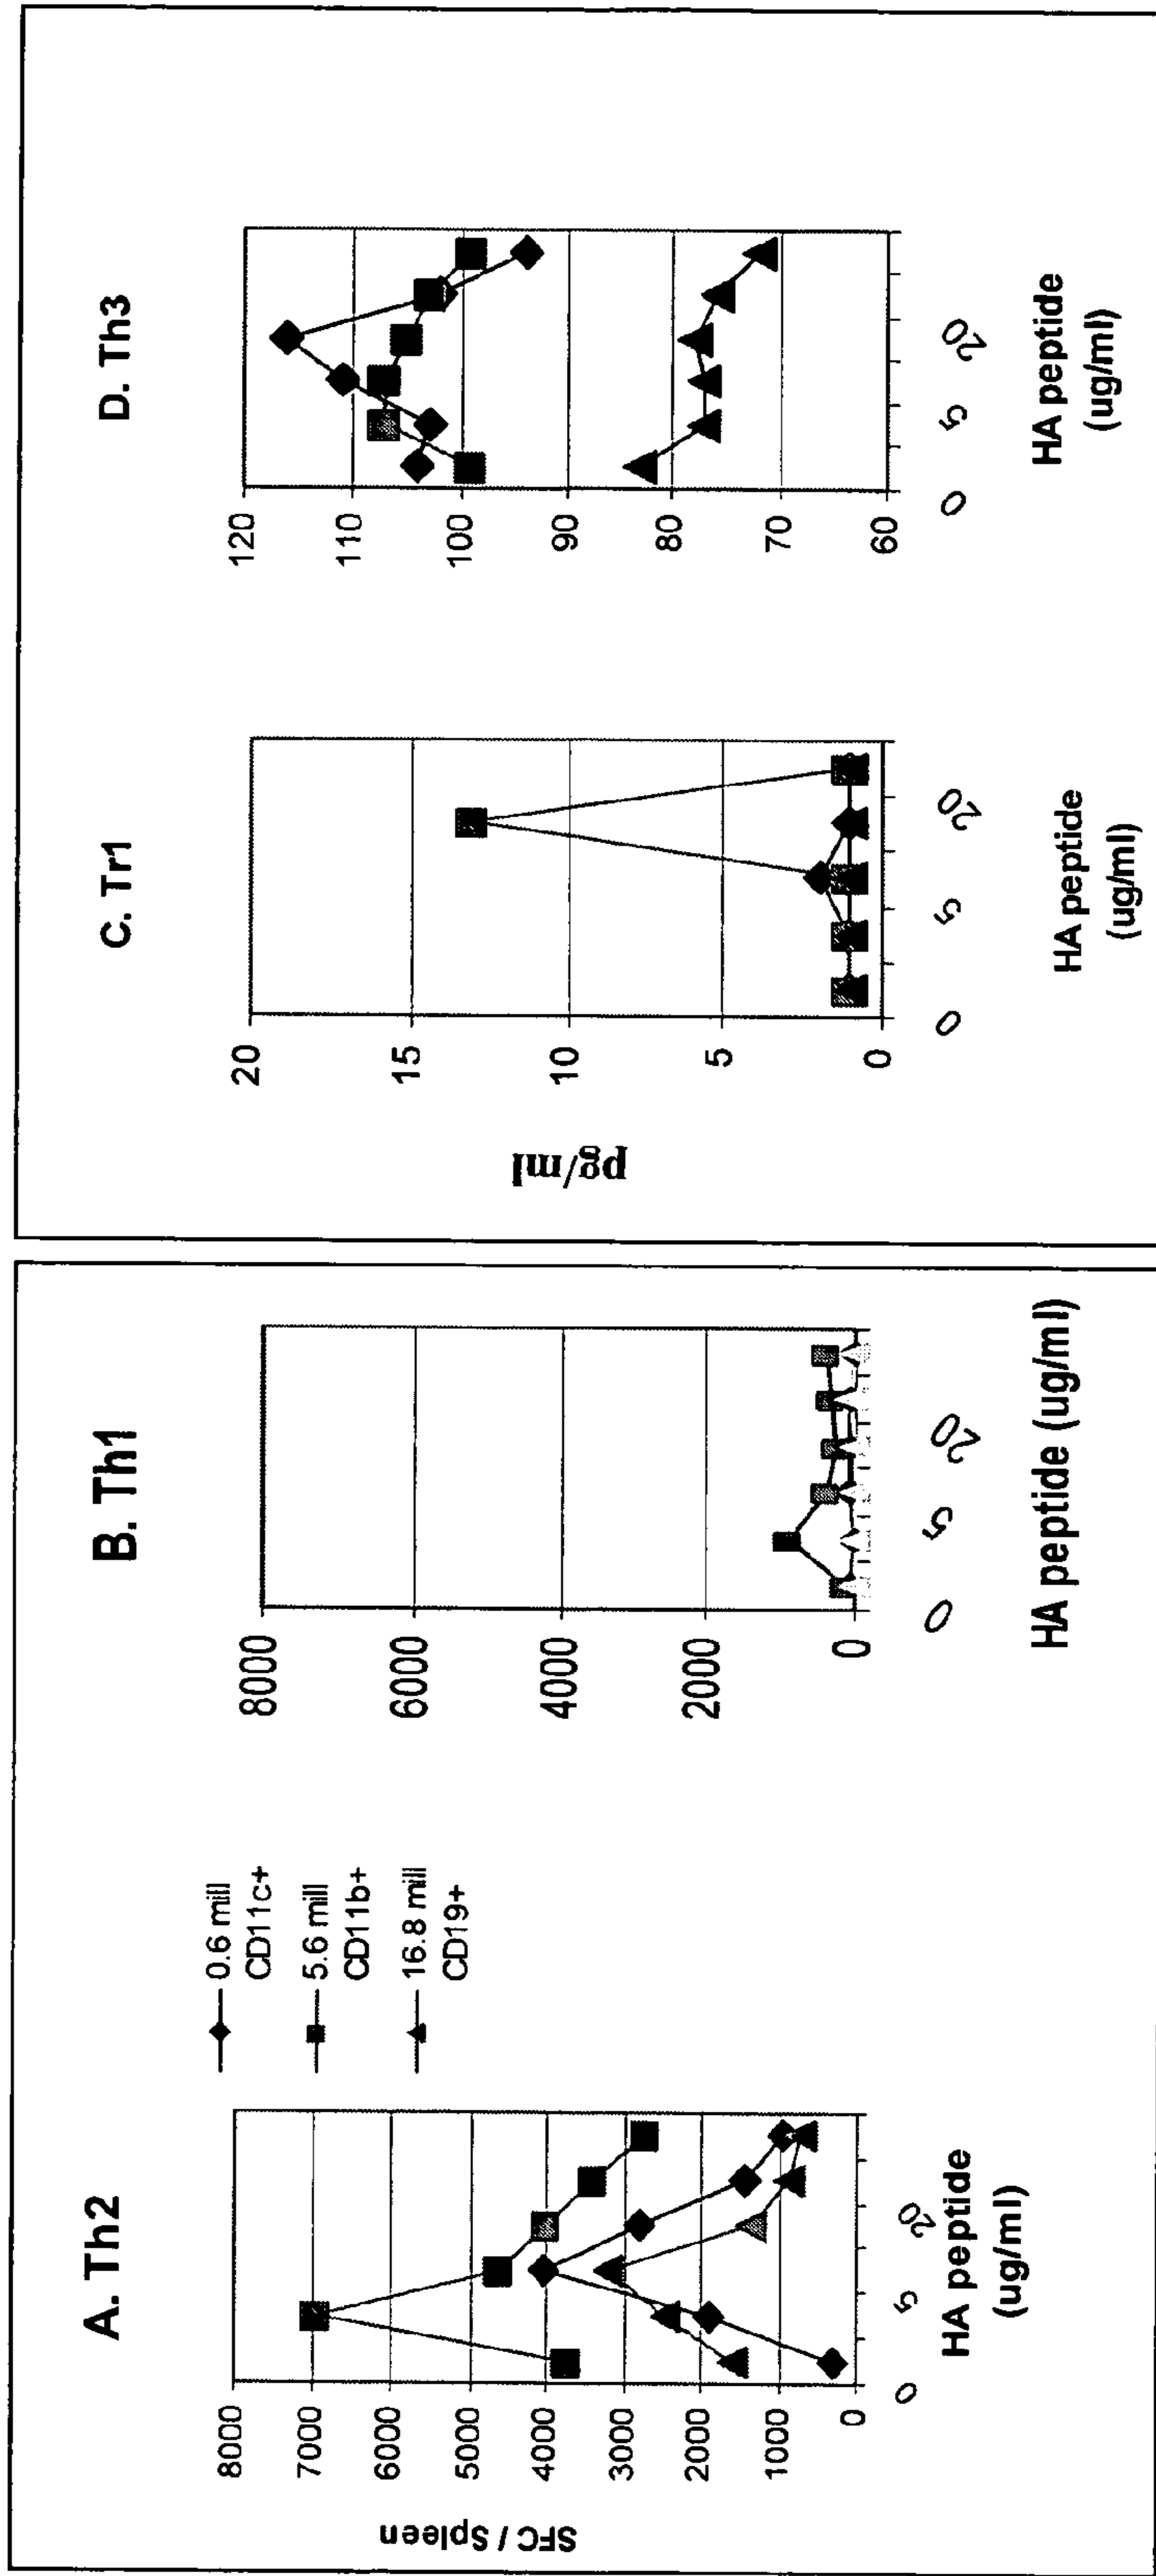 A. Th2
SFC / Spleen
8000
7000
6000
5000
4000
3000
2000
1000
0
0
5
20
HA peptide
(ug/ml)
0.6 mill
CD11c+
5.6 mill
CD11b+
16.8 mill
CD19+
B. Th1
8000
6000
4000
2000
0
0
5
20
HA peptide (ug/ml)
C. Tr1
pg/ml
20
15
10
5
0
0
5
20
HA peptide
(ug/ml)
D. Th3
120
110
100
90
80
70
60
0
5
20
HA peptide
(ug/ml)